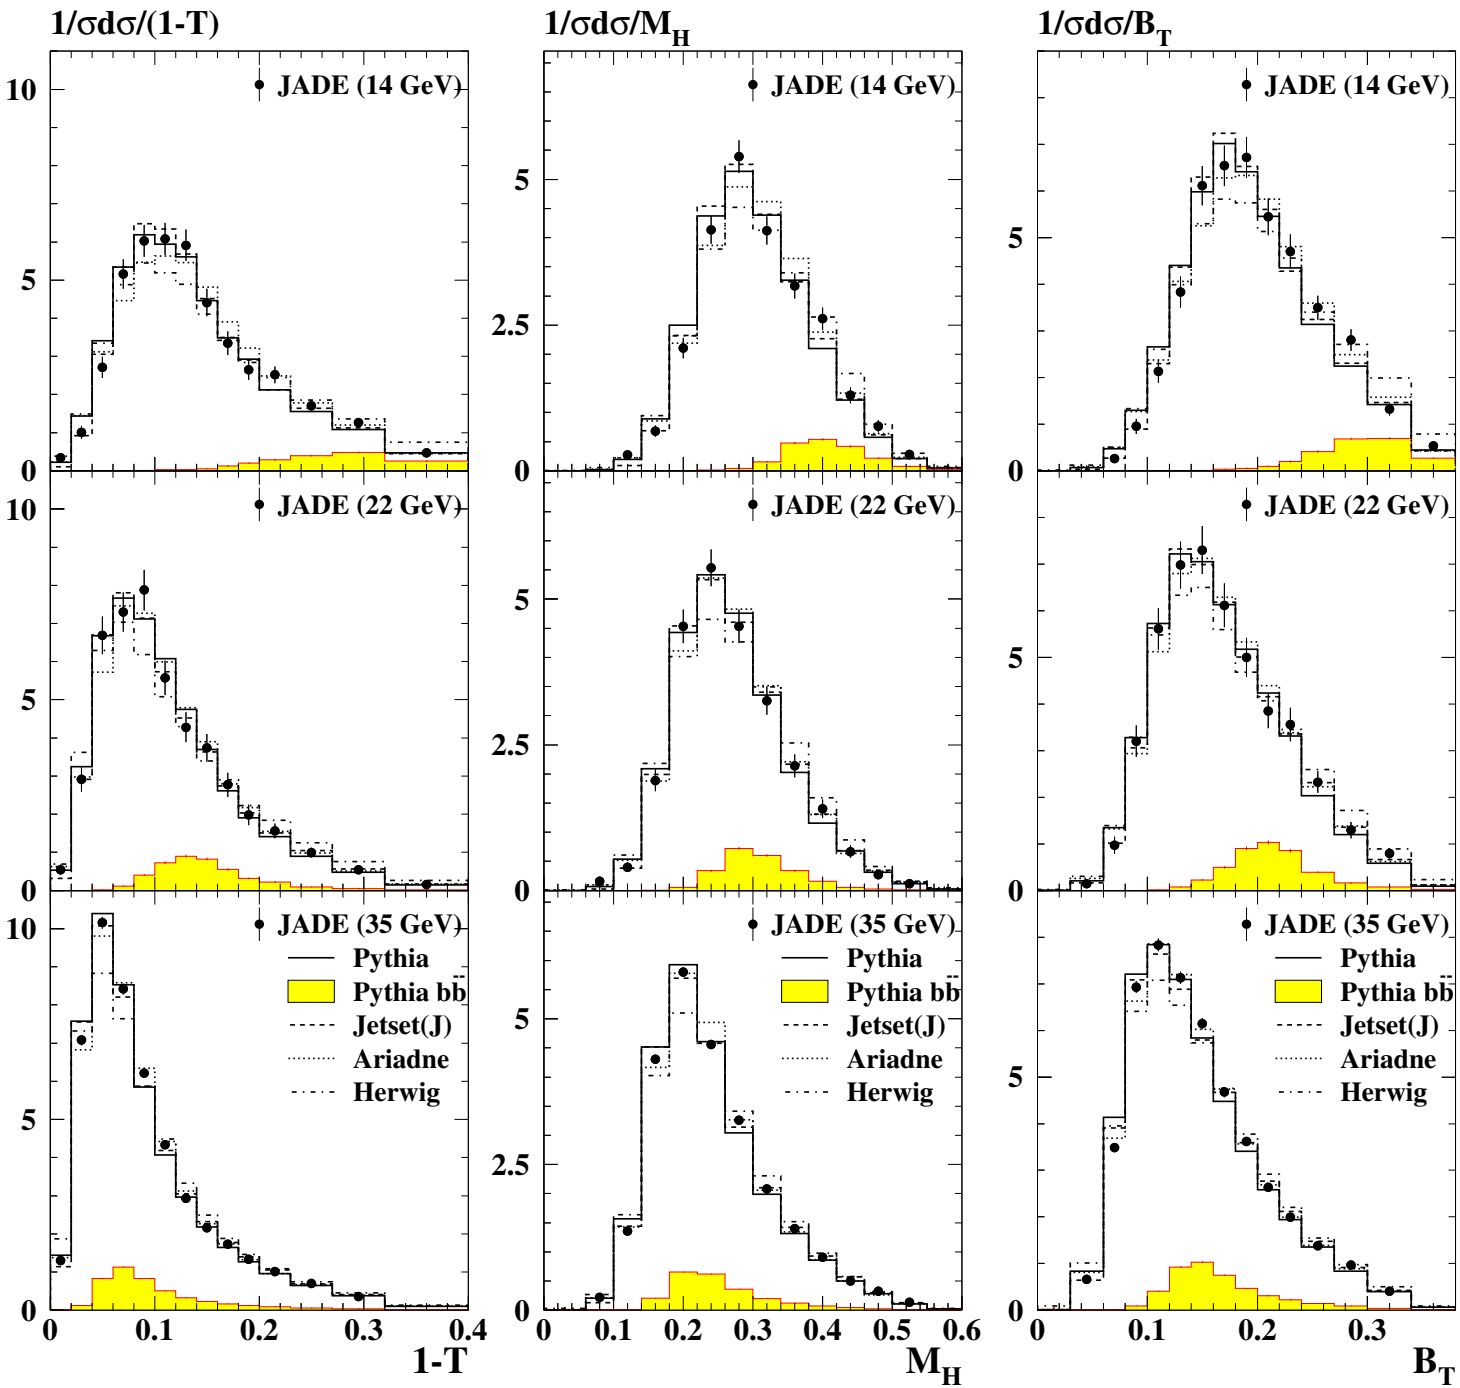 1/σdσ/(1-T)
1/σdσ/M_H
1/σdσ/B_T
JADE (14 GeV)
JADE (14 GeV)
JADE (14 GeV)
10
5
0
5
2.5
0
5
0
JADE (22 GeV)
JADE (22 GeV)
JADE (22 GeV)
10
5
0
5
2.5
0
5
0
JADE (35 GeV)
Pythia
Pythia bb̄
Jetset(J)
Ariadne
Herwig
JADE (35 GeV)
Pythia
Pythia bb̄
Jetset(J)
Ariadne
Herwig
JADE (35 GeV)
Pythia
Pythia bb̄
Jetset(J)
Ariadne
Herwig
10
5
0
5
2.5
0
5
0
0 0.1 0.2 0.3 0.4
0 0.1 0.2 0.3 0.4 0.5 0.6
0 0.1 0.2 0.3
1-T
M_H
B_T